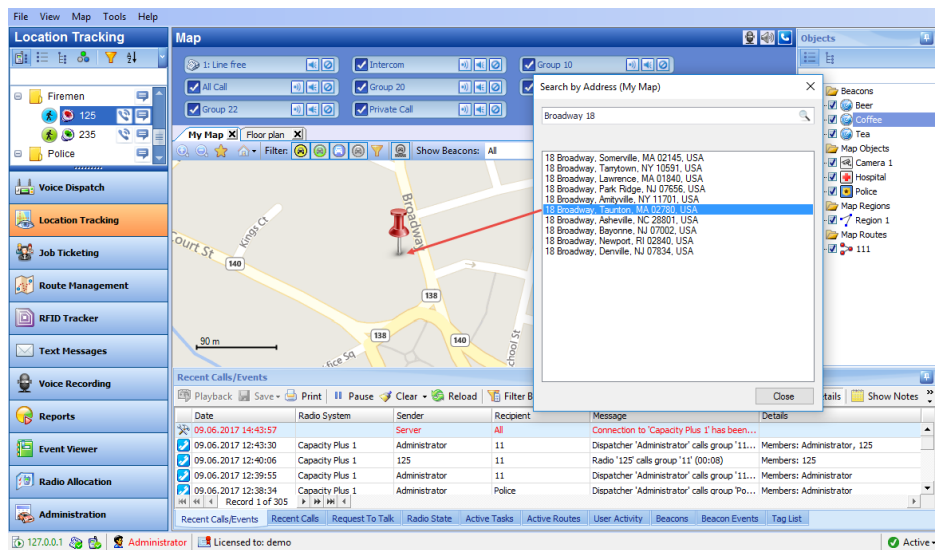 File View Map Tools Help
Location Tracking
Map
Objects
1: Line free
Intercom
Group 10
All Call
Group 20
Group 22
Private Call
Firemen
125
235
Police
My Map
Floor plan
Filter:
Show Beacons: All
Search by Address (My Map)
Broadway 18
18 Broadway, Somerville, MA 02145, USA
18 Broadway, Tarrytown, NY 10591, USA
18 Broadway, Lawrence, MA 01840, USA
18 Broadway, Park Ridge, NJ 07656, USA
18 Broadway, Amityville, NY 11701, USA
18 Broadway, Taunton, MA 02780, USA
18 Broadway, Asheville, NC 28801, USA
18 Broadway, Bayonne, NJ 07002, USA
18 Broadway, Newport, RI 02840, USA
18 Broadway, Denville, NJ 07834, USA
Close
Beacons
Beer
Coffee
Tea
Map Objects
Camera 1
Hospital
Police
Map Regions
Region 1
Map Routes
111
Voice Dispatch
Location Tracking
Job Ticketing
Route Management
RFID Tracker
Text Messages
Voice Recording
Reports
Event Viewer
Radio Allocation
Administration
Broadway
Kings Ct
Court St
140
138
138
140
School St
fice Sq
90 m
Recent Calls/Events
Playback Save Print Pause Clear Reload Filter B
tails Show Notes
Date Radio System Sender Recipient Message Details
09.06.2017 14:43:57 Server All Connection to 'Capacity Plus 1' has been...
09.06.2017 12:43:30 Capacity Plus 1 Administrator 11 Dispatcher 'Administrator' calls group '11... Members: Administrator, 125
09.06.2017 12:40:06 Capacity Plus 1 125 11 Radio '125' calls group '11' (00:08) Members: 125
09.06.2017 12:39:55 Capacity Plus 1 Administrator 11 Dispatcher 'Administrator' calls group '11... Members: Administrator
09.06.2017 12:38:34 Capacity Plus 1 Administrator Police Dispatcher 'Administrator' calls group 'Po... Members: Administrator
Record 1 of 305
Recent Calls/Events Recent Calls Request To Talk Radio State Active Tasks Active Routes User Activity Beacons Beacon Events Tag List
127.0.0.1 Administrator Licensed to: demo Active